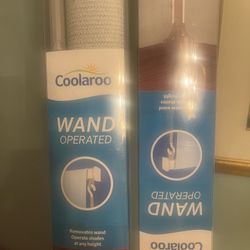 Coolaroo
WAND
OPERATED
Removable wand
Operate shades
at any height
Coolaroo
WAND
OPERATED